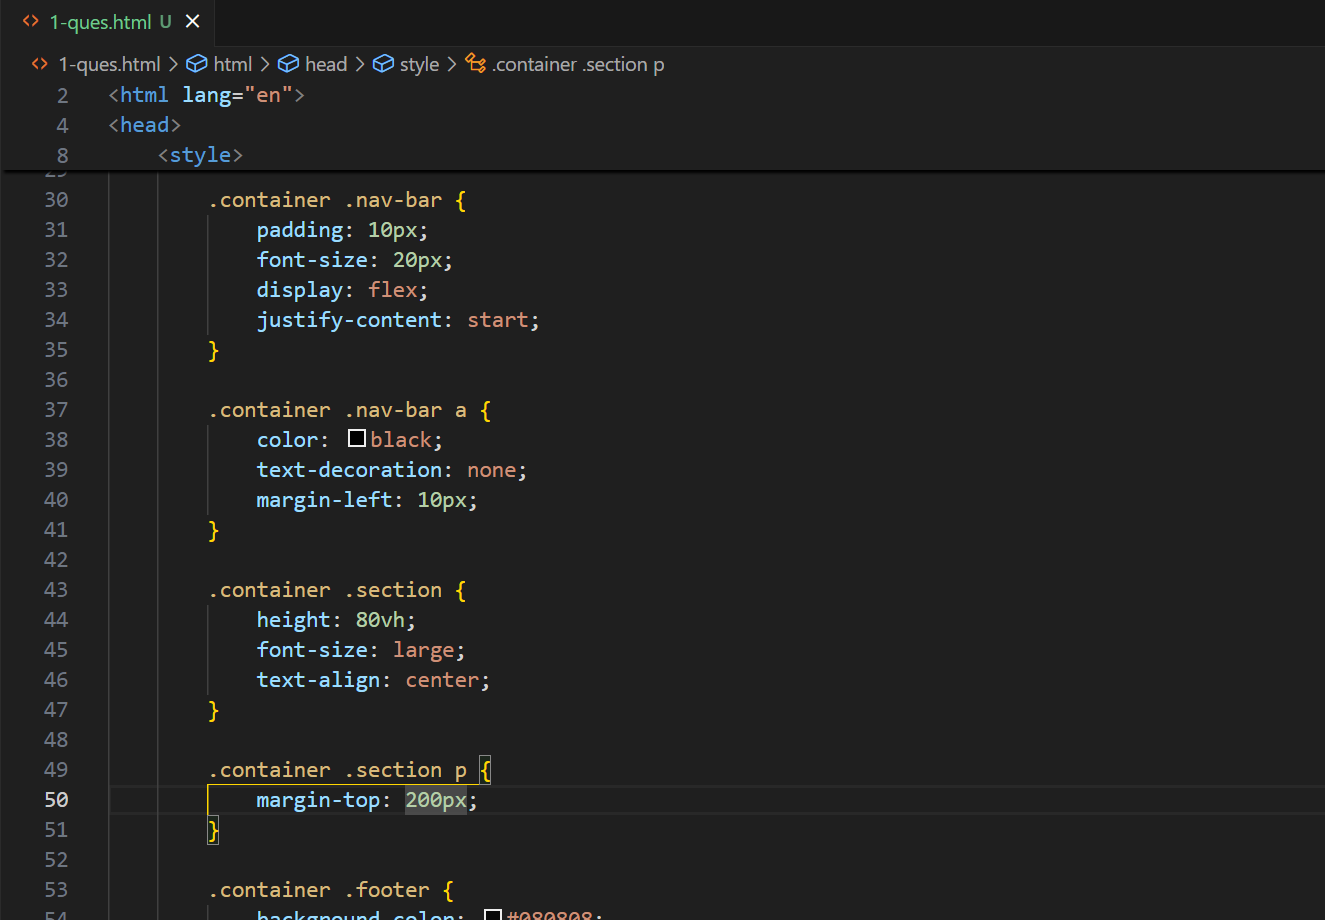 1-ques.html U
1-ques.html > html > head > style > .container .section p
2 <html lang="en">
4 <head>
8 <style>
29
30 .container .nav-bar {
31 padding: 10px;
32 font-size: 20px;
33 display: flex;
34 justify-content: start;
35 }
36
37 .container .nav-bar a {
38 color: black;
39 text-decoration: none;
40 margin-left: 10px;
41 }
42
43 .container .section {
44 height: 80vh;
45 font-size: large;
46 text-align: center;
47 }
48
49 .container .section p {
50 margin-top: 200px;
51 }
52
53 .container .footer {
54 background-color: #080808;